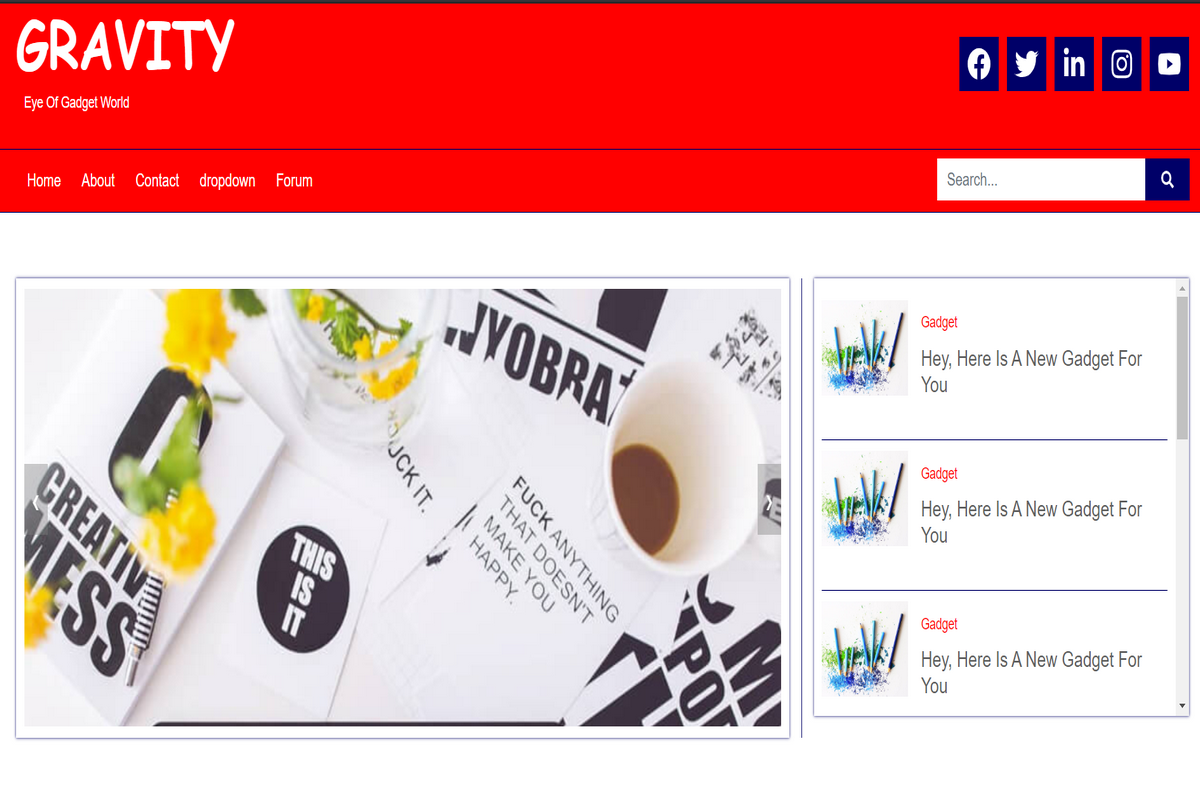 GRAVITY
Eye Of Gadget World
Home About Contact dropdown Forum
Search...
CREATIV
MESS
THIS
IS
IT
UCK IT.
FUCK ANYTHING
THAT DOESN'T
MAKE YOU
HAPPY.
Gadget
Hey, Here Is A New Gadget For
You
Gadget
Hey, Here Is A New Gadget For
You
Gadget
Hey, Here Is A New Gadget For
You